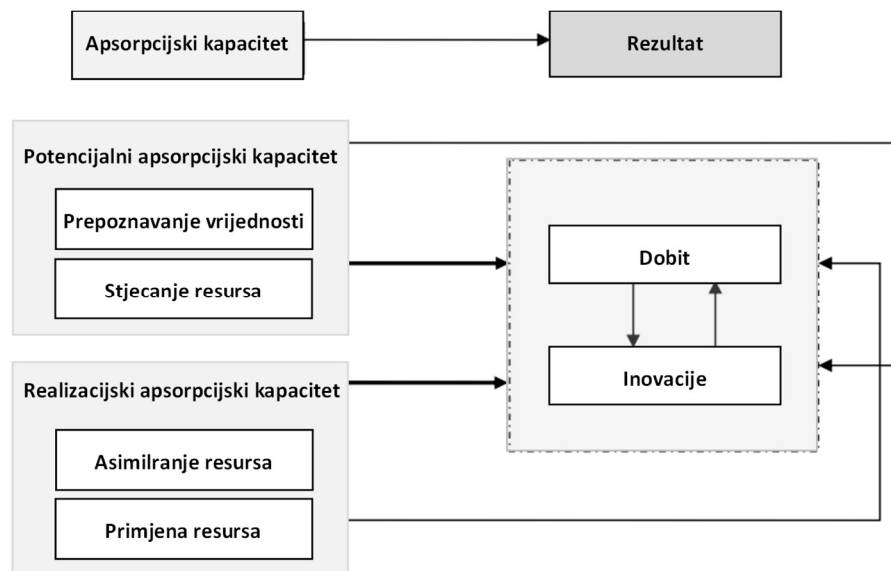 Apsorpcijski kapacitet
Rezultat
Potencijalni apsorpcijski kapacitet
Prepoznavanje vrijednosti
Stjecanje resursa
Dobit
Inovacije
Realizacijski apsorpcijski kapacitet
Asimilranje resursa
Primjena resursa